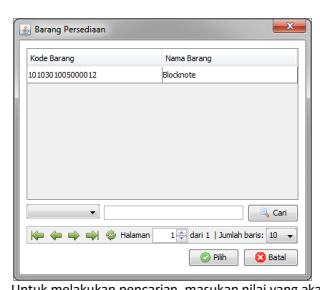 Barang Persediaan
Kode Barang Nama Barang
1010301005000012 Blocknote
Cari
Halaman 1 dari 1 | Jumlah baris: 10
Pilih Batal
Untuk melakukan pencarian, masukan nilai yang aka